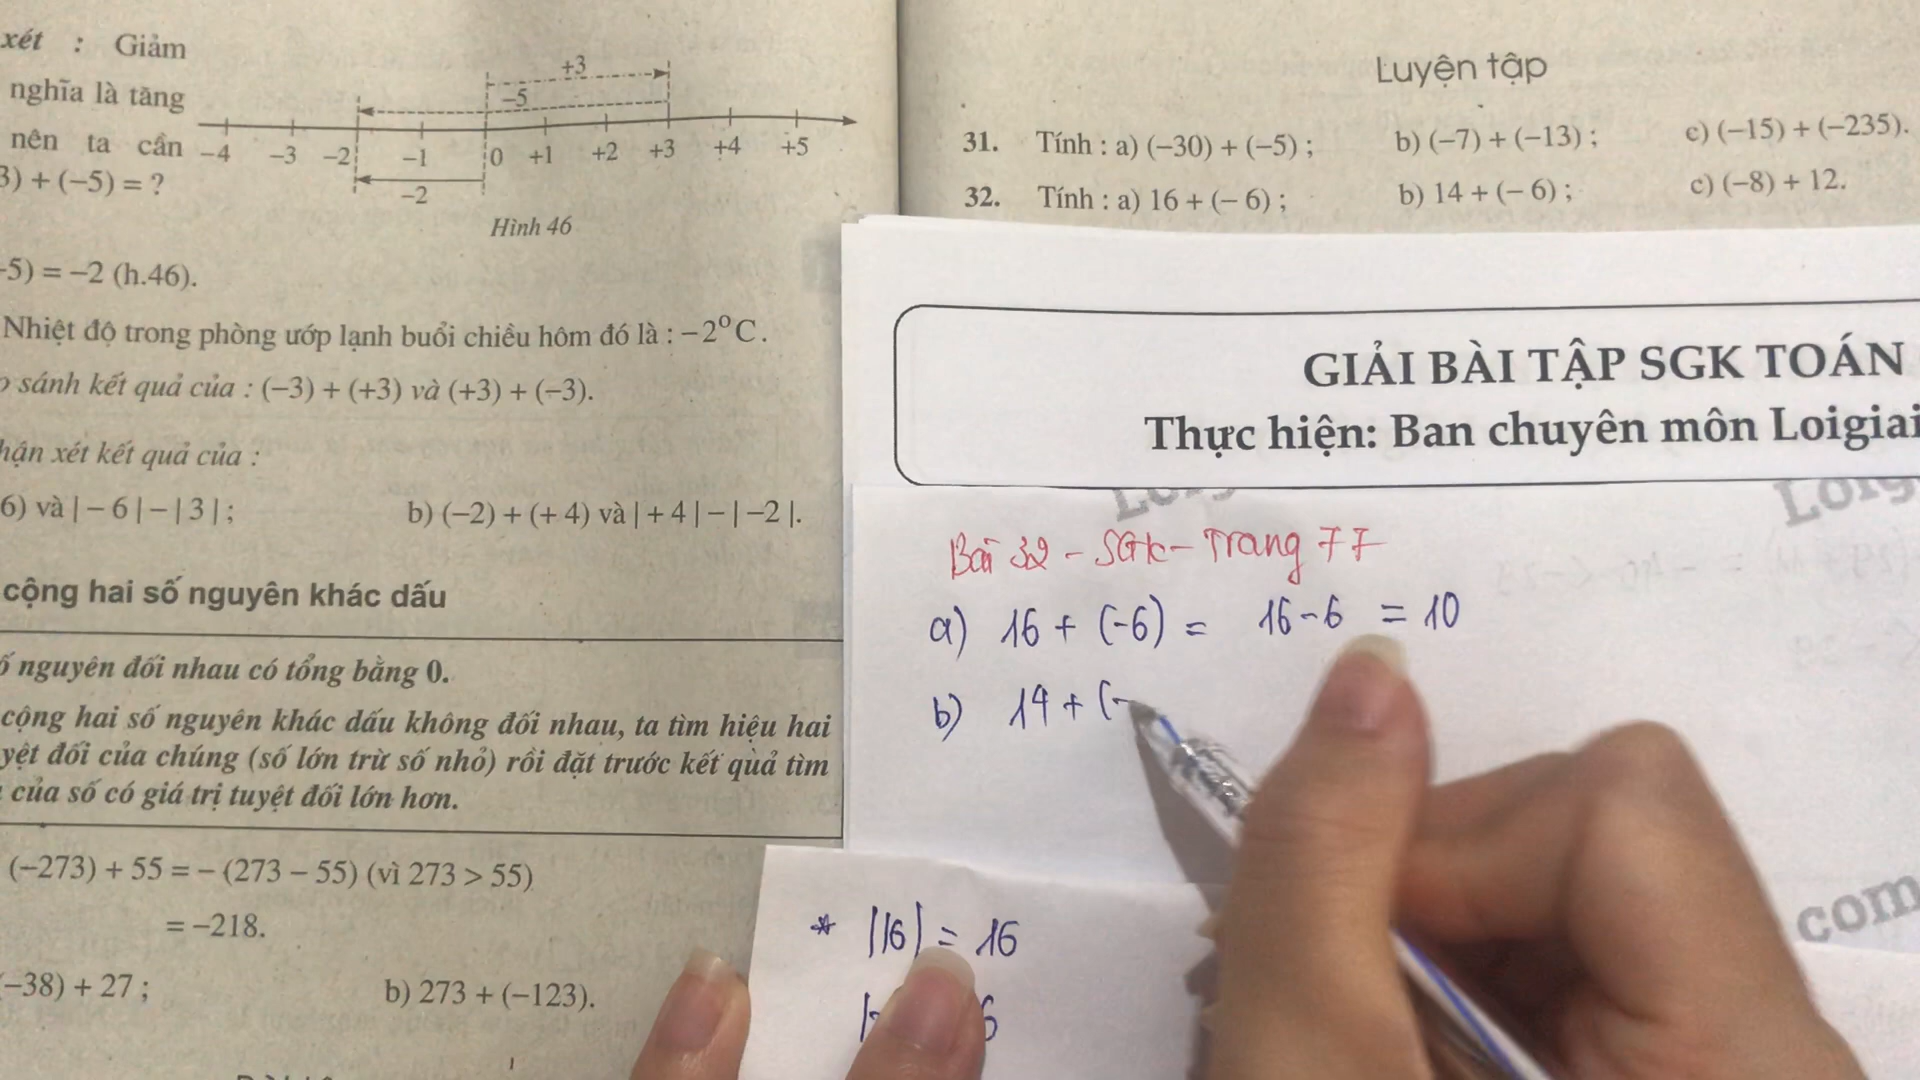 xét : Giảm
nghĩa là tăng
nên ta cần
3) + (−5) = ?
+3
−5
−4 −3 −2 −1 0 +1 +2 +3 +4 +5
−2
Hình 46
-5) = −2 (h.46).
Nhiệt độ trong phòng ướp lạnh buổi chiều hôm đó là : −2°C.
sánh kết quả của : (−3) + (+3) và (+3) + (−3).
xét kết quả của :
6) và | − 6 | − | 3 | ; b) (−2) + (+ 4) và | + 4 | − | −2 |.
cộng hai số nguyên khác dấu
nguyên đối nhau có tổng bằng 0.
cộng hai số nguyên khác dấu không đối nhau, ta tìm hiệu hai
đối của chúng (số lớn trừ số nhỏ) rồi đặt trước kết quả tìm
của số có giá trị tuyệt đối lớn hơn.
(−273) + 55 = − (273 − 55) (vì 273 > 55)
= −218.
(−38) + 27 ; b) 273 + (−123).
Luyện tập
31. Tính : a) (−30) + (−5) ; b) (−7) + (−13) ; c) (−15) + (−235).
32. Tính : a) 16 + (− 6) ; b) 14 + (− 6) ; c) (−8) + 12.
GIẢI BÀI TẬP SGK TOÁN
Thực hiện: Ban chuyên môn Loigiai
Bài 32 - SGK - Trang 77
a) 16 + (-6) = 16 - 6 = 10
b) 14 + (-
com
* |16| = 16
6